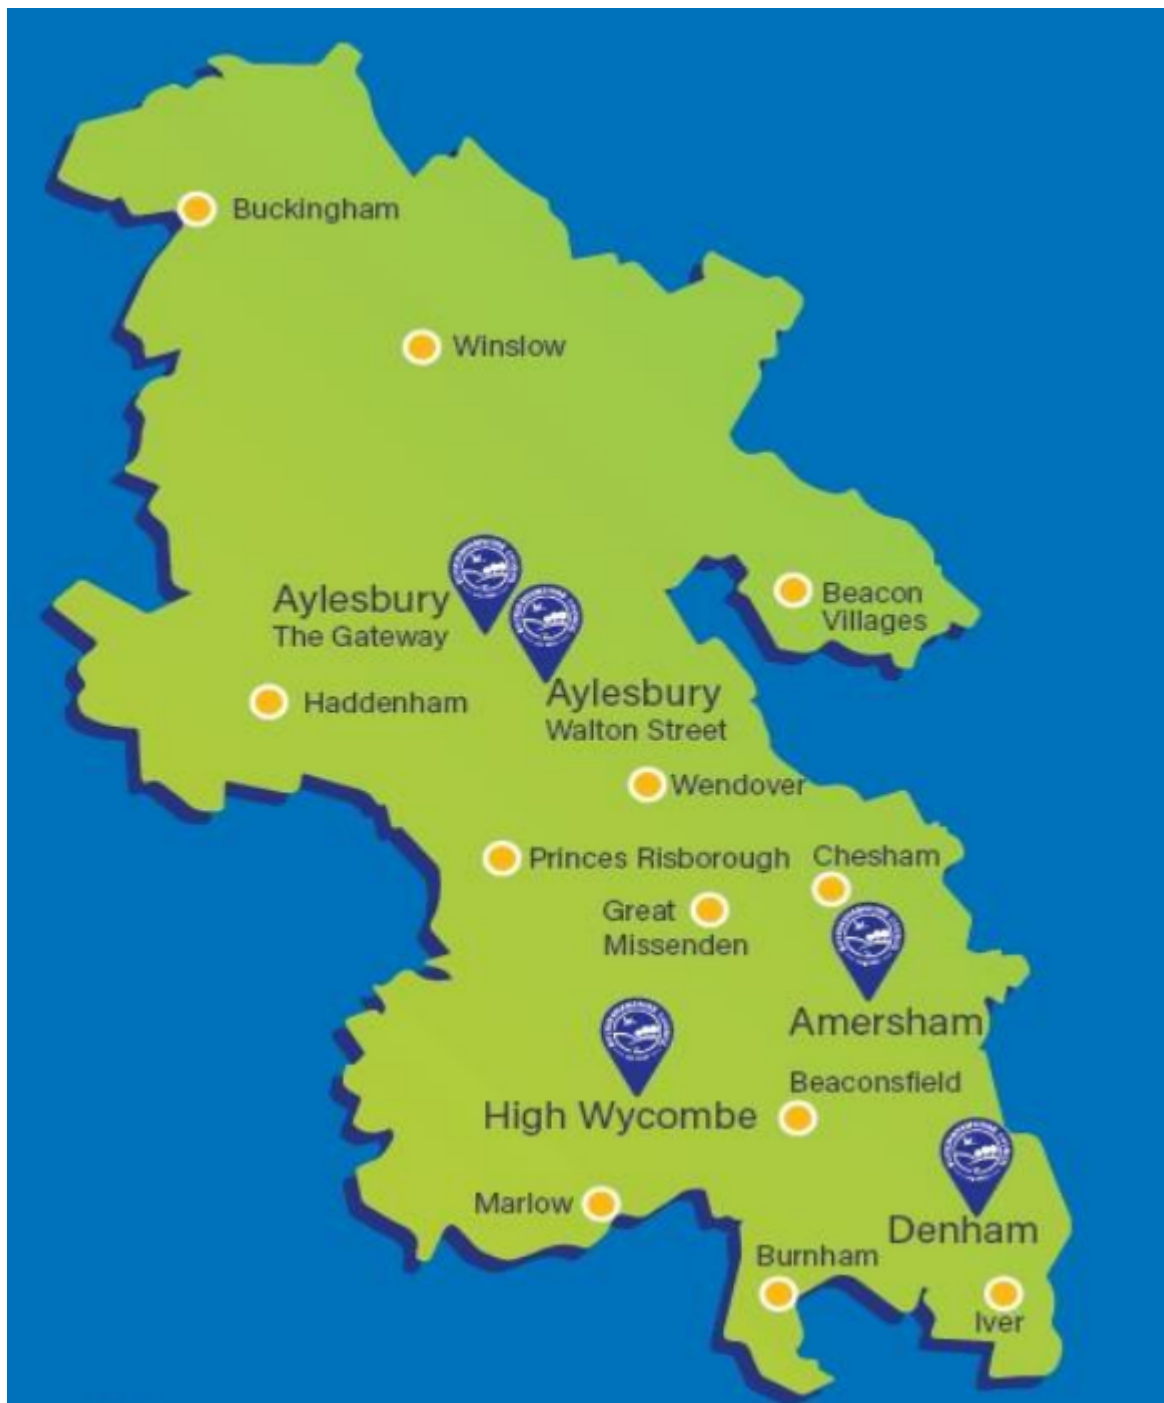 Buckingham
Winslow
Aylesbury
The Gateway
Beacon
Villages
Haddenham
Aylesbury
Walton Street
Wendover
Princes Risborough
Chesham
Great
Missenden
Amersham
High Wycombe
Beaconsfield
Marlow
Denham
Burnham
Iver